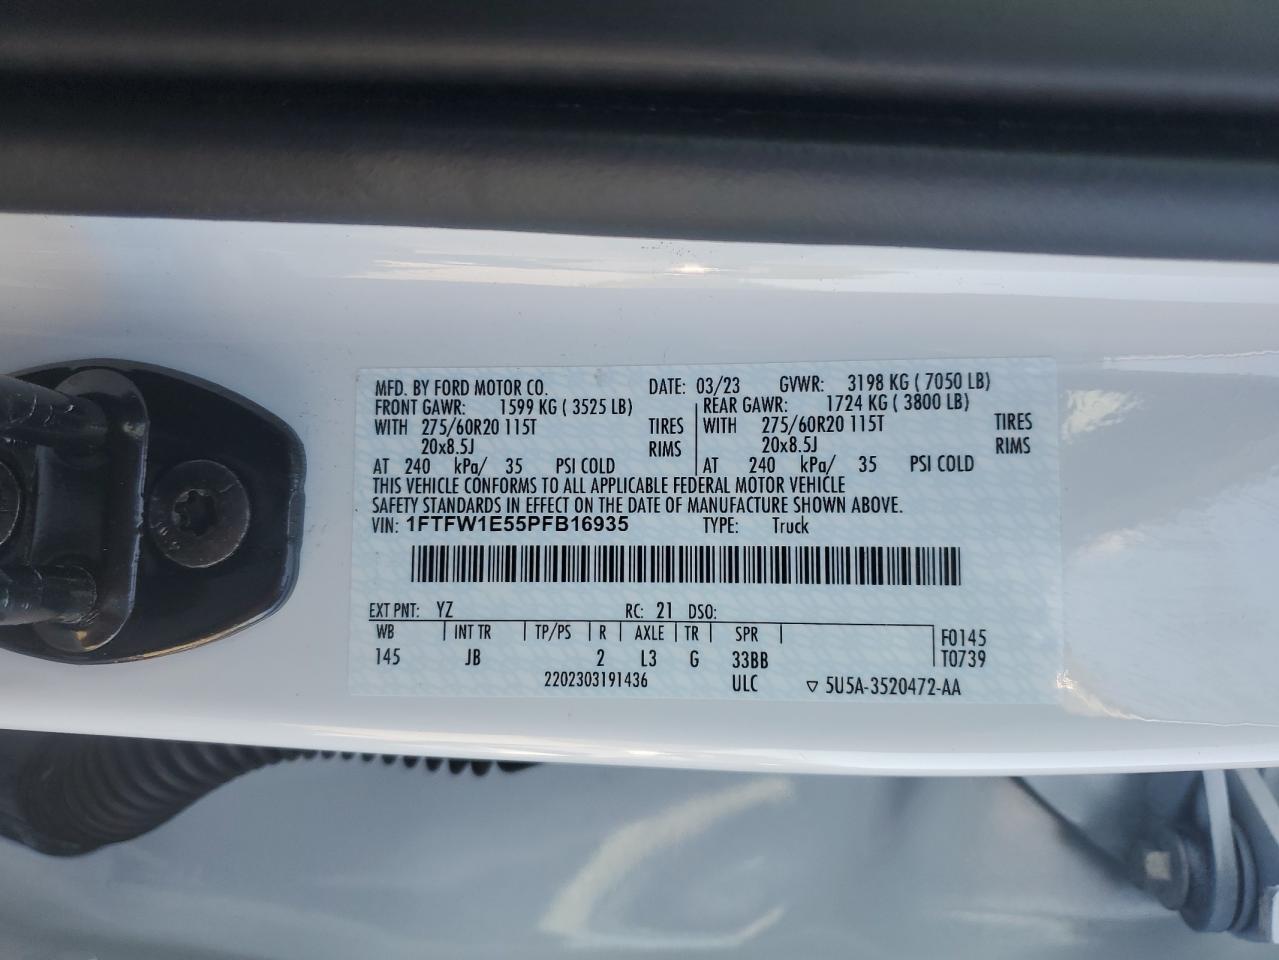 MFD. BY FORD MOTOR CO. DATE: 03/23 GVWR: 3198 KG ( 7050 LB)
FRONT GAWR: 1599 KG ( 3525 LB) REAR GAWR: 1724 KG ( 3800 LB)
WITH 275/60R20 115T TIRES WITH 275/60R20 115T TIRES
20x8.5J RIMS 20x8.5J RIMS
AT 240 kPa/ 35 PSI COLD AT 240 kPa/ 35 PSI COLD
THIS VEHICLE CONFORMS TO ALL APPLICABLE FEDERAL MOTOR VEHICLE
SAFETY STANDARDS IN EFFECT ON THE DATE OF MANUFACTURE SHOWN ABOVE.
VIN: 1FTFW1E55PFB16935 TYPE: Truck
EXT PNT: YZ RC: 21 DSO:
WB INT TR TP/PS R AXLE TR SPR F0145
145 JB 2 L3 G 33BB T0739
2202303191436 ULC ▽ 5U5A-3520472-AA